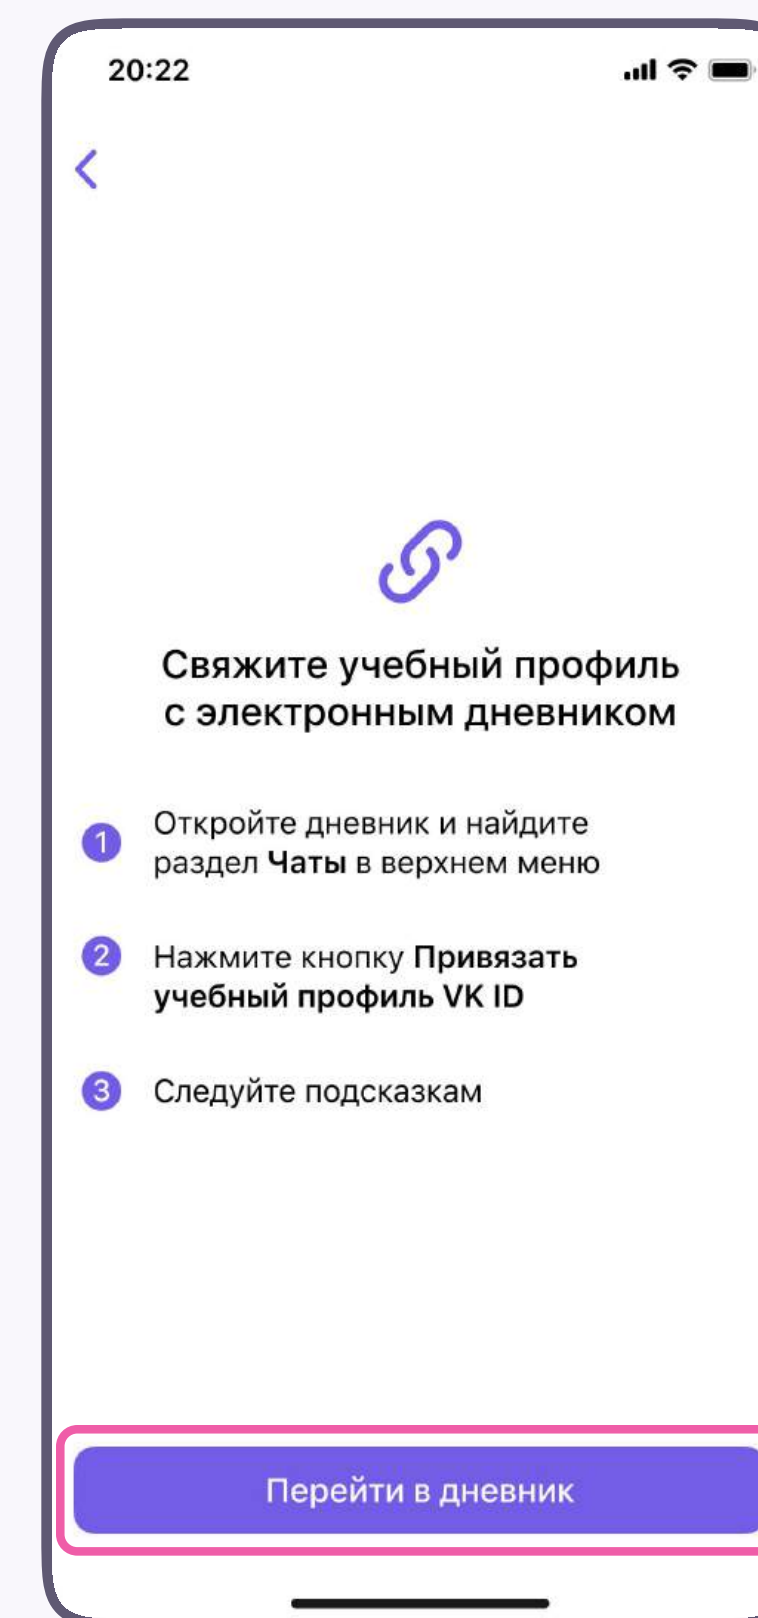 20:22
Свяжите учебный профиль
с электронным дневником
1
Откройте дневник и найдите
раздел Чаты в верхнем меню
2
Нажмите кнопку Привязать
учебный профиль VK ID
3
Следуйте подсказкам
Перейти в дневник